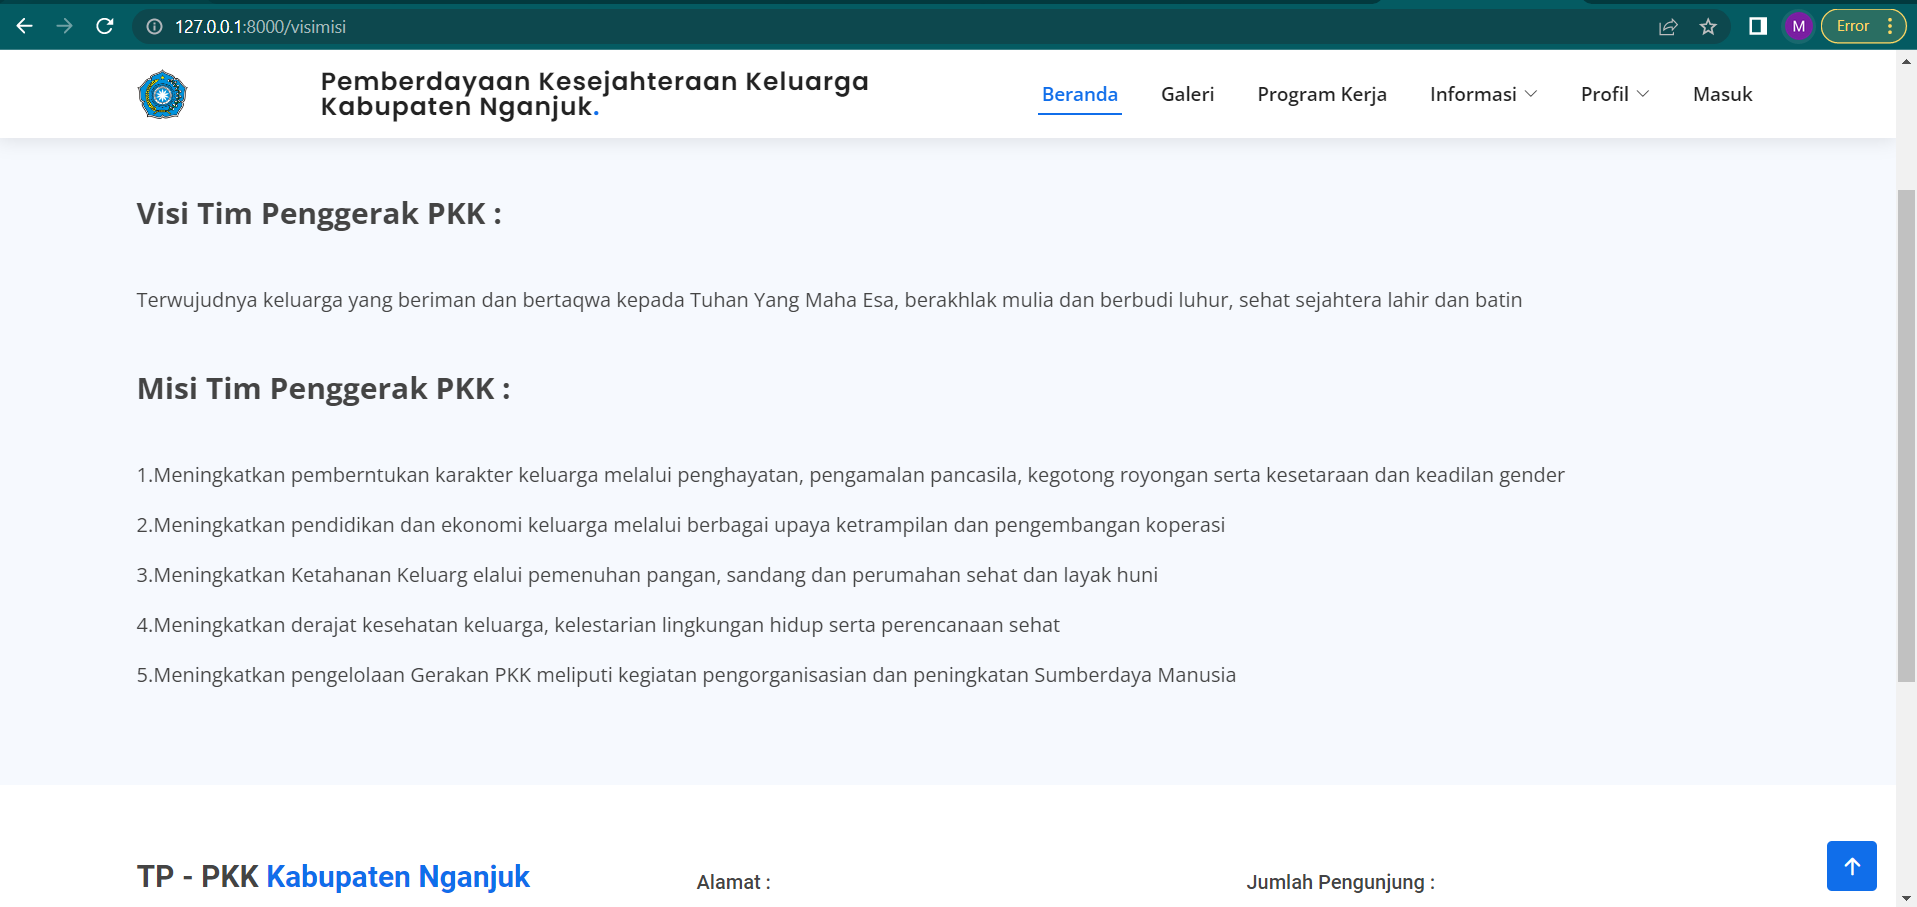 127.0.0.1:8000/visimisi
M
Error
Pemberdayaan Kesejahteraan Keluarga
Kabupaten Nganjuk.
Beranda
Galeri
Program Kerja
Informasi
Profil
Masuk
Visi Tim Penggerak PKK :
Terwujudnya keluarga yang beriman dan bertaqwa kepada Tuhan Yang Maha Esa, berakhlak mulia dan berbudi luhur, sehat sejahtera lahir dan batin
Misi Tim Penggerak PKK :
1.Meningkatkan pemberntukan karakter keluarga melalui penghayatan, pengamalan pancasila, kegotong royongan serta kesetaraan dan keadilan gender
2.Meningkatkan pendidikan dan ekonomi keluarga melalui berbagai upaya ketrampilan dan pengembangan koperasi
3.Meningkatkan Ketahanan Keluarg elalui pemenuhan pangan, sandang dan perumahan sehat dan layak huni
4.Meningkatkan derajat kesehatan keluarga, kelestarian lingkungan hidup serta perencanaan sehat
5.Meningkatkan pengelolaan Gerakan PKK meliputi kegiatan pengorganisasian dan peningkatan Sumberdaya Manusia
TP - PKK Kabupaten Nganjuk
Alamat :
Jumlah Pengunjung :